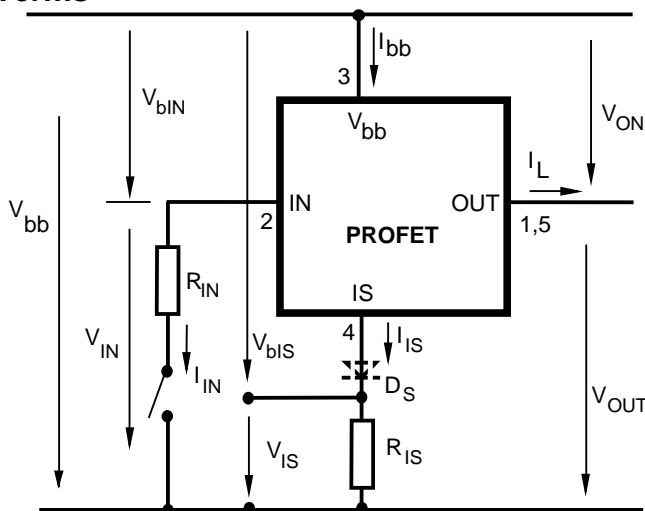 I_bb
3
V_bIN
V_bb
V_ON
I_L
V_bb
IN
OUT
2
PROFET
1,5
R_IN
IS
4
I_IS
V_IN
V_bIS
I_IN
D_S
V_OUT
V_IS
R_IS